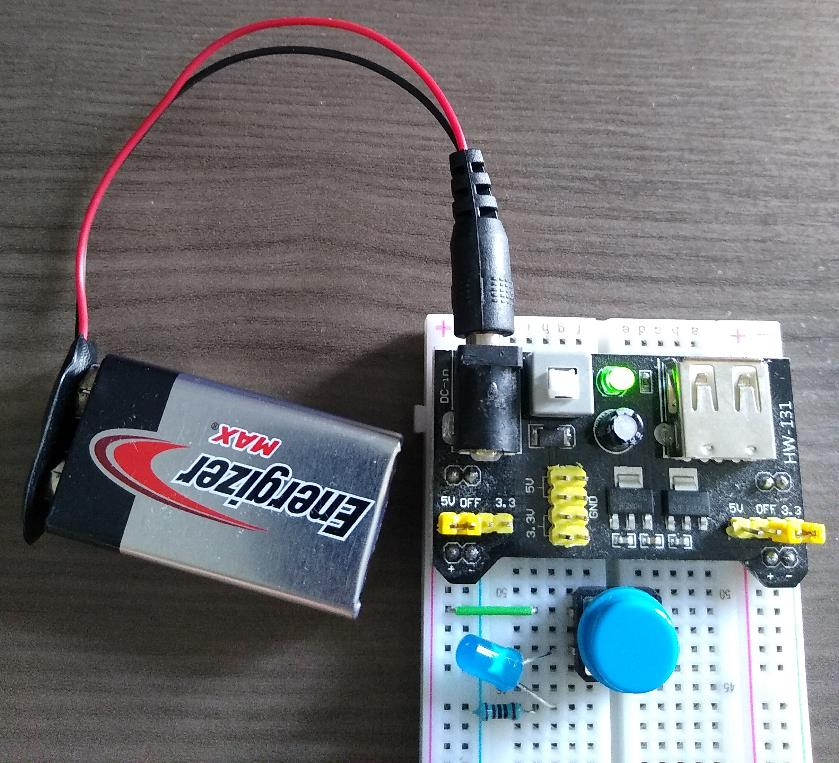 +
j i h g f
e d c b a
+
-
DC-in
HW-131
Energizer
MAX®
5V
GND
3.3V
5V OFF 3.3
5V OFF 3.3
+ -
+ -
50
50
45